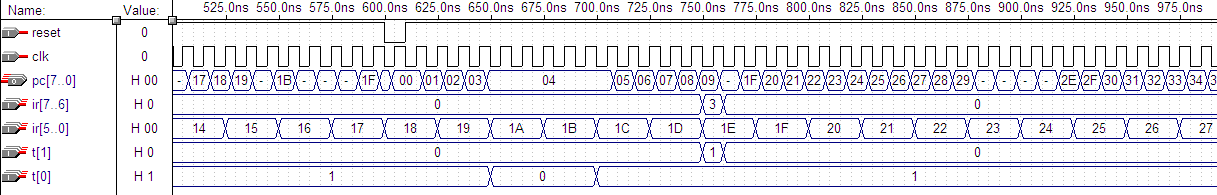 Name: Value: 525.0ns 550.0ns 575.0ns 600.0ns 625.0ns 650.0ns 675.0ns 700.0ns 725.0ns 750.0ns 775.0ns 800.0ns 825.0ns 850.0ns 875.0ns 900.0ns 925.0ns 950.0ns 975.0ns
reset 0
clk 0
pc[7..0] H 00 - 17 18 19 - 1B - - - 1F 00 01 02 03 04 05 06 07 08 09 - 1F 20 21 22 23 24 25 26 27 28 29 - - - - 2E 2F 30 31 32 33 34 3
ir[7..6] H 0 0 3 0
ir[5..0] H 00 14 15 16 17 18 19 1A 1B 1C 1D 1E 1F 20 21 22 23 24 25 26 27
t[1] H 0 0 1 0
t[0] H 1 1 0 1